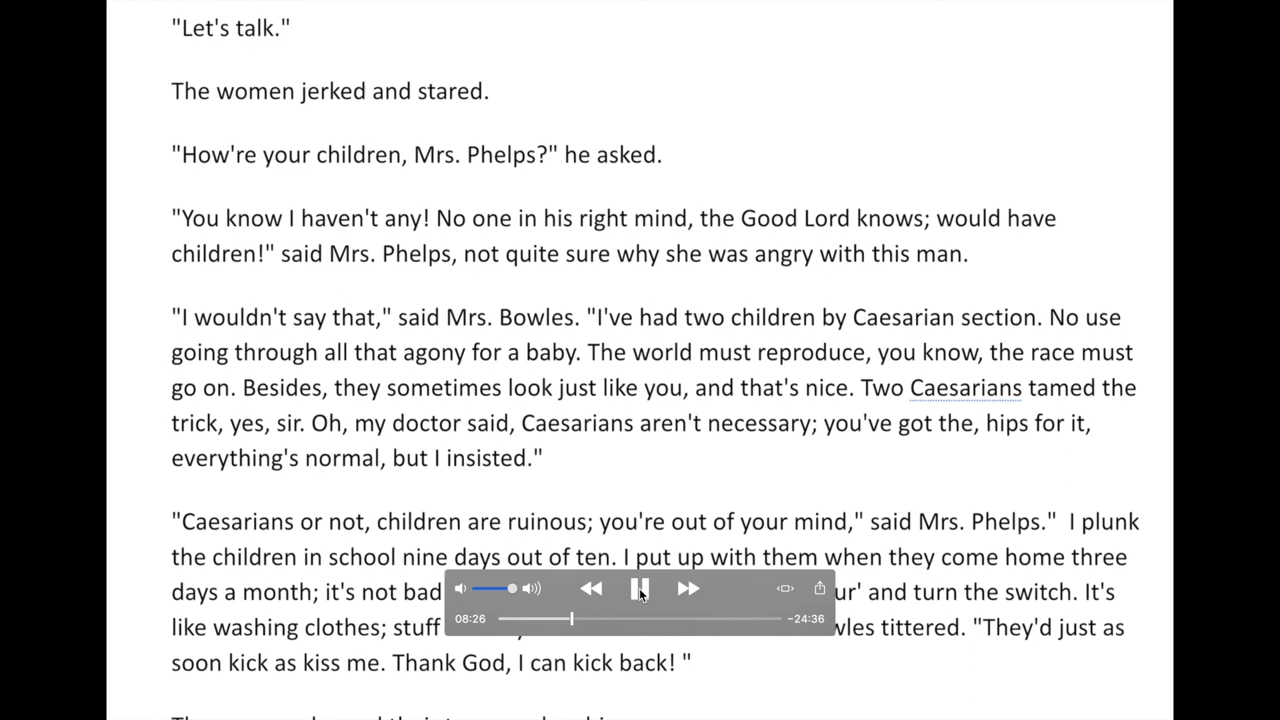 "Let's talk."
The women jerked and stared.
"How're your children, Mrs. Phelps?" he asked.
"You know I haven't any! No one in his right mind, the Good Lord knows; would have
children!" said Mrs. Phelps, not quite sure why she was angry with this man.
"I wouldn't say that," said Mrs. Bowles. "I've had two children by Caesarian section. No use
going through all that agony for a baby. The world must reproduce, you know, the race must
go on. Besides, they sometimes look just like you, and that's nice. Two Caesarians tamed the
trick, yes, sir. Oh, my doctor said, Caesarians aren't necessary; you've got the, hips for it,
everything's normal, but I insisted."
"Caesarians or not, children are ruinous; you're out of your mind," said Mrs. Phelps."  I plunk
the children in school nine days out of ten. I put up with them when they come home three
days a month; it's not bad ur' and turn the switch. It's
like washing clothes; stuff wles tittered. "They'd just as
soon kick as kiss me. Thank God, I can kick back! "
08:26 -24:36